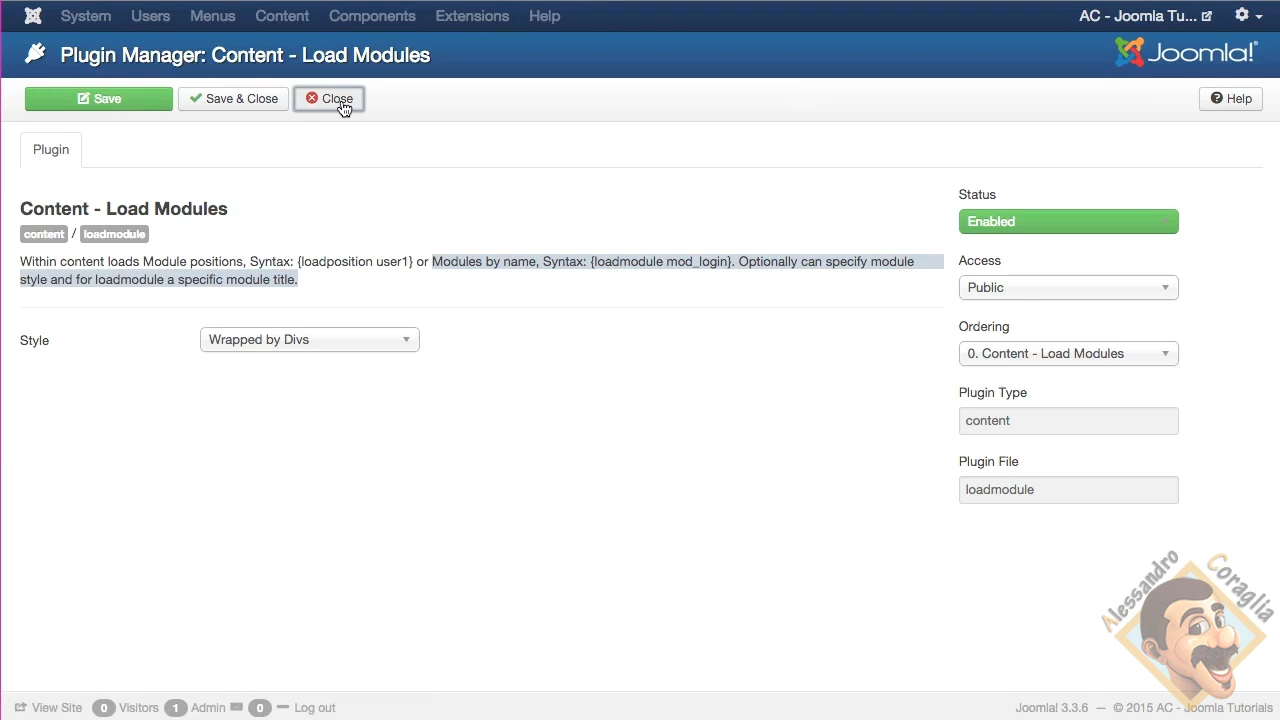 System Users Menus Content Components Extensions Help AC - Joomla Tu...
Plugin Manager: Content - Load Modules Joomla!®
Save Save & Close Close Help
Plugin
Content - Load Modules
content / loadmodule
Within content loads Module positions, Syntax: {loadposition user1} or Modules by name, Syntax: {loadmodule mod_login}. Optionally can specify module
style and for loadmodule a specific module title.
Style Wrapped by Divs
Status
Enabled
Access
Public
Ordering
0. Content - Load Modules
Plugin Type
content
Plugin File
loadmodule
Alessandro Coraglia
View Site 0 Visitors 1 Admin 0 Log out Joomla! 3.3.6 — © 2015 AC - Joomla Tutorials